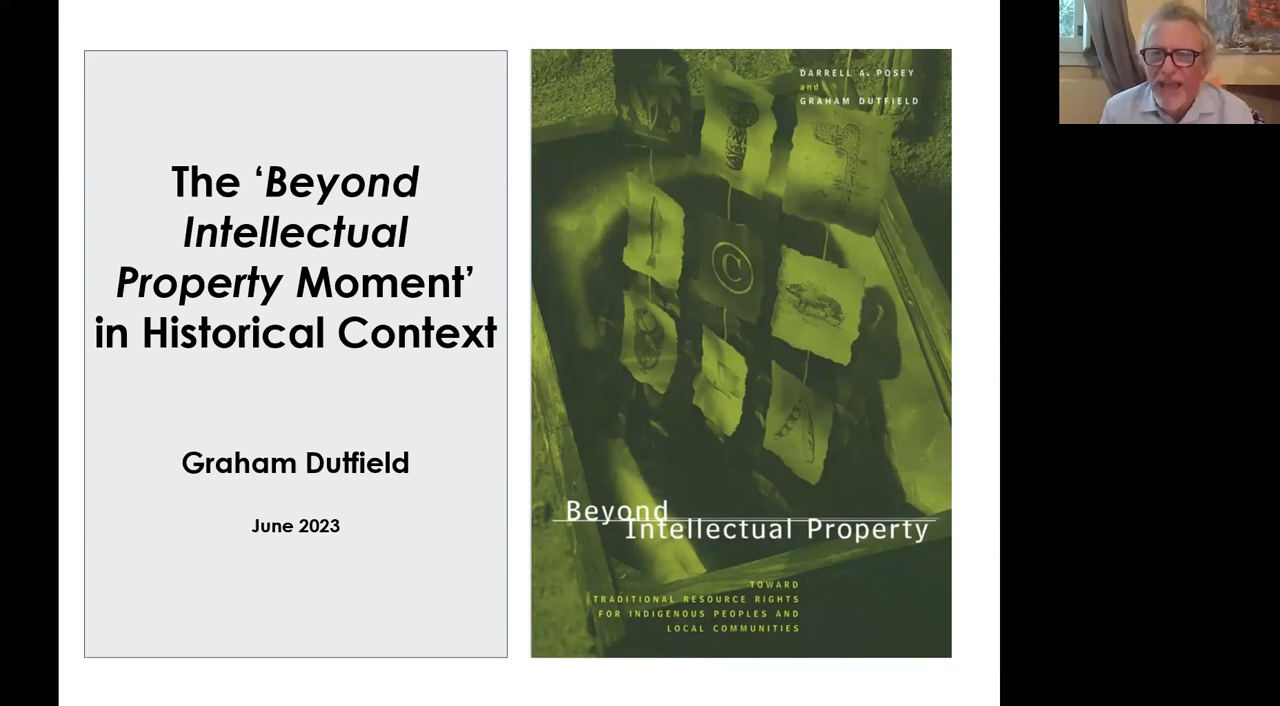 The ‘Beyond
Intellectual
Property Moment’
in Historical Context
Graham Dutfield
June 2023
DARRELL A. POSEY
and
GRAHAM DUTFIELD
©
Beyond
Intellectual Property
TOWARD
TRADITIONAL RESOURCE RIGHTS
FOR INDIGENOUS PEOPLES AND
LOCAL COMMUNITIES